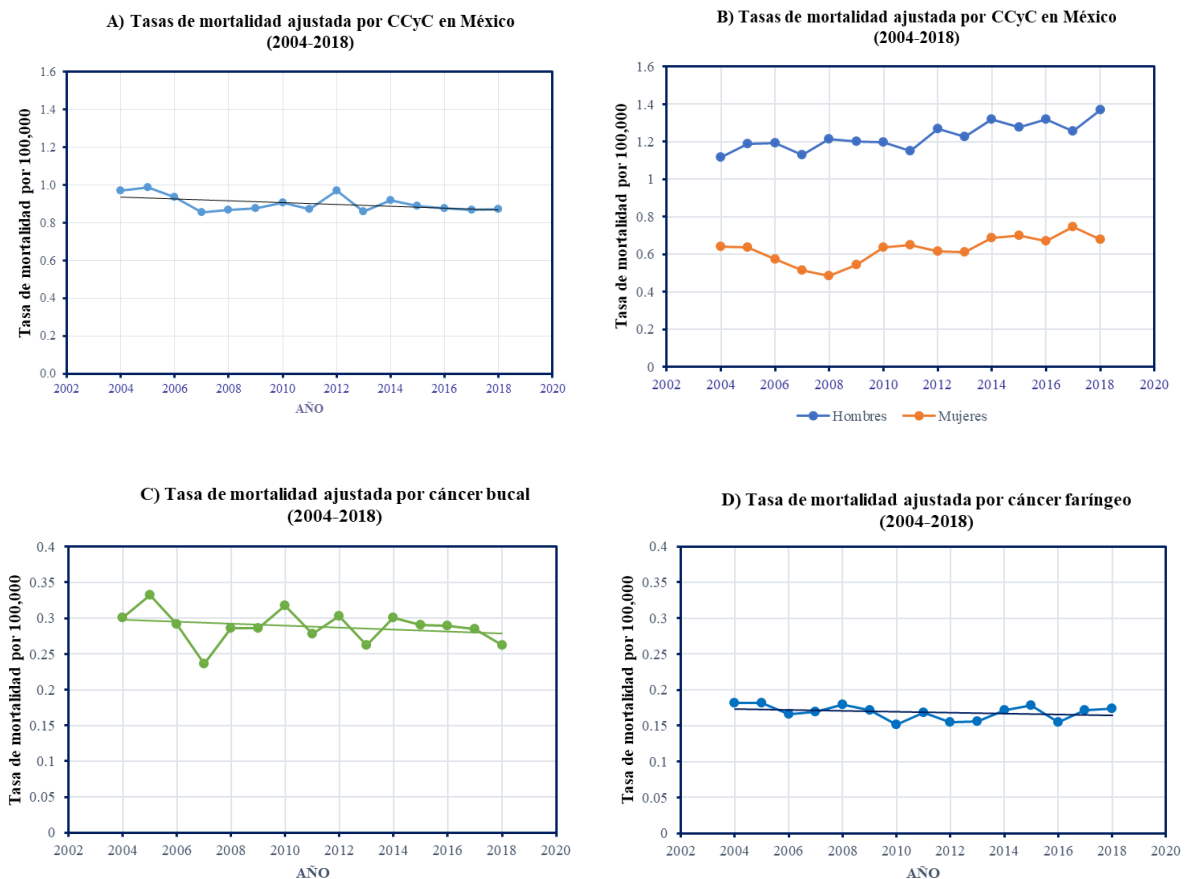 A) Tasas de mortalidad ajustada por CCyC en México
(2004-2018)
Tasa de mortalidad por 100,000
1.6
1.4
1.2
1.0
0.8
0.6
0.4
0.2
0.0
2002 2004 2006 2008 2010 2012 2014 2016 2018 2020
AÑO
B) Tasas de mortalidad ajustada por CCyC en México
(2004-2018)
Tasa de mortalidad por 100,000
1.6
1.4
1.2
1
0.8
0.6
0.4
0.2
0
2002 2004 2006 2008 2010 2012 2014 2016 2018 2020
Hombres Mujeres
C) Tasa de mortalidad ajustada por cáncer bucal
(2004-2018)
Tasa de mortalidad por 100,000
0.4
0.35
0.3
0.25
0.2
0.15
0.1
0.05
0
2002 2004 2006 2008 2010 2012 2014 2016 2018 2020
AÑO
D) Tasa de mortalidad ajustada por cáncer faríngeo
(2004-2018)
Tasa de mortalidad por 100,000
0.4
0.35
0.3
0.25
0.2
0.15
0.1
0.05
0
2002 2004 2006 2008 2010 2012 2014 2016 2018 2020
AÑO